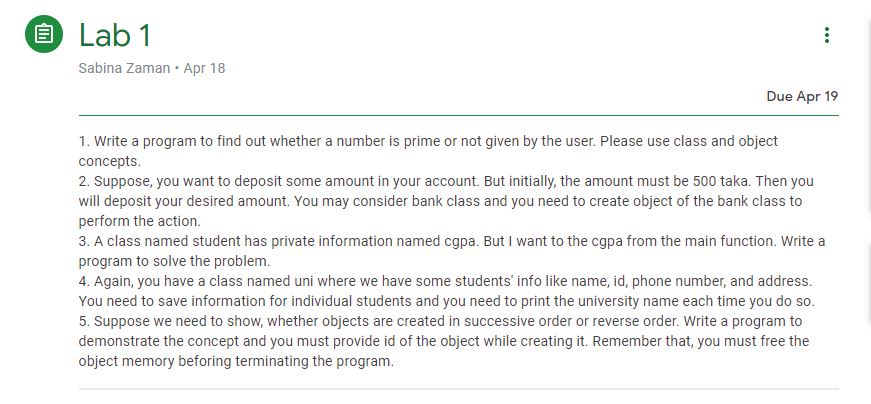 Lab 1
Sabina Zaman • Apr 18
Due Apr 19
1. Write a program to find out whether a number is prime or not given by the user. Please use class and object
concepts.
2. Suppose, you want to deposit some amount in your account. But initially, the amount must be 500 taka. Then you
will deposit your desired amount. You may consider bank class and you need to create object of the bank class to
perform the action.
3. A class named student has private information named cgpa. But I want to the cgpa from the main function. Write a
program to solve the problem.
4. Again, you have a class named uni where we have some students' info like name, id, phone number, and address.
You need to save information for individual students and you need to print the university name each time you do so.
5. Suppose we need to show, whether objects are created in successive order or reverse order. Write a program to
demonstrate the concept and you must provide id of the object while creating it. Remember that, you must free the
object memory beforing terminating the program.